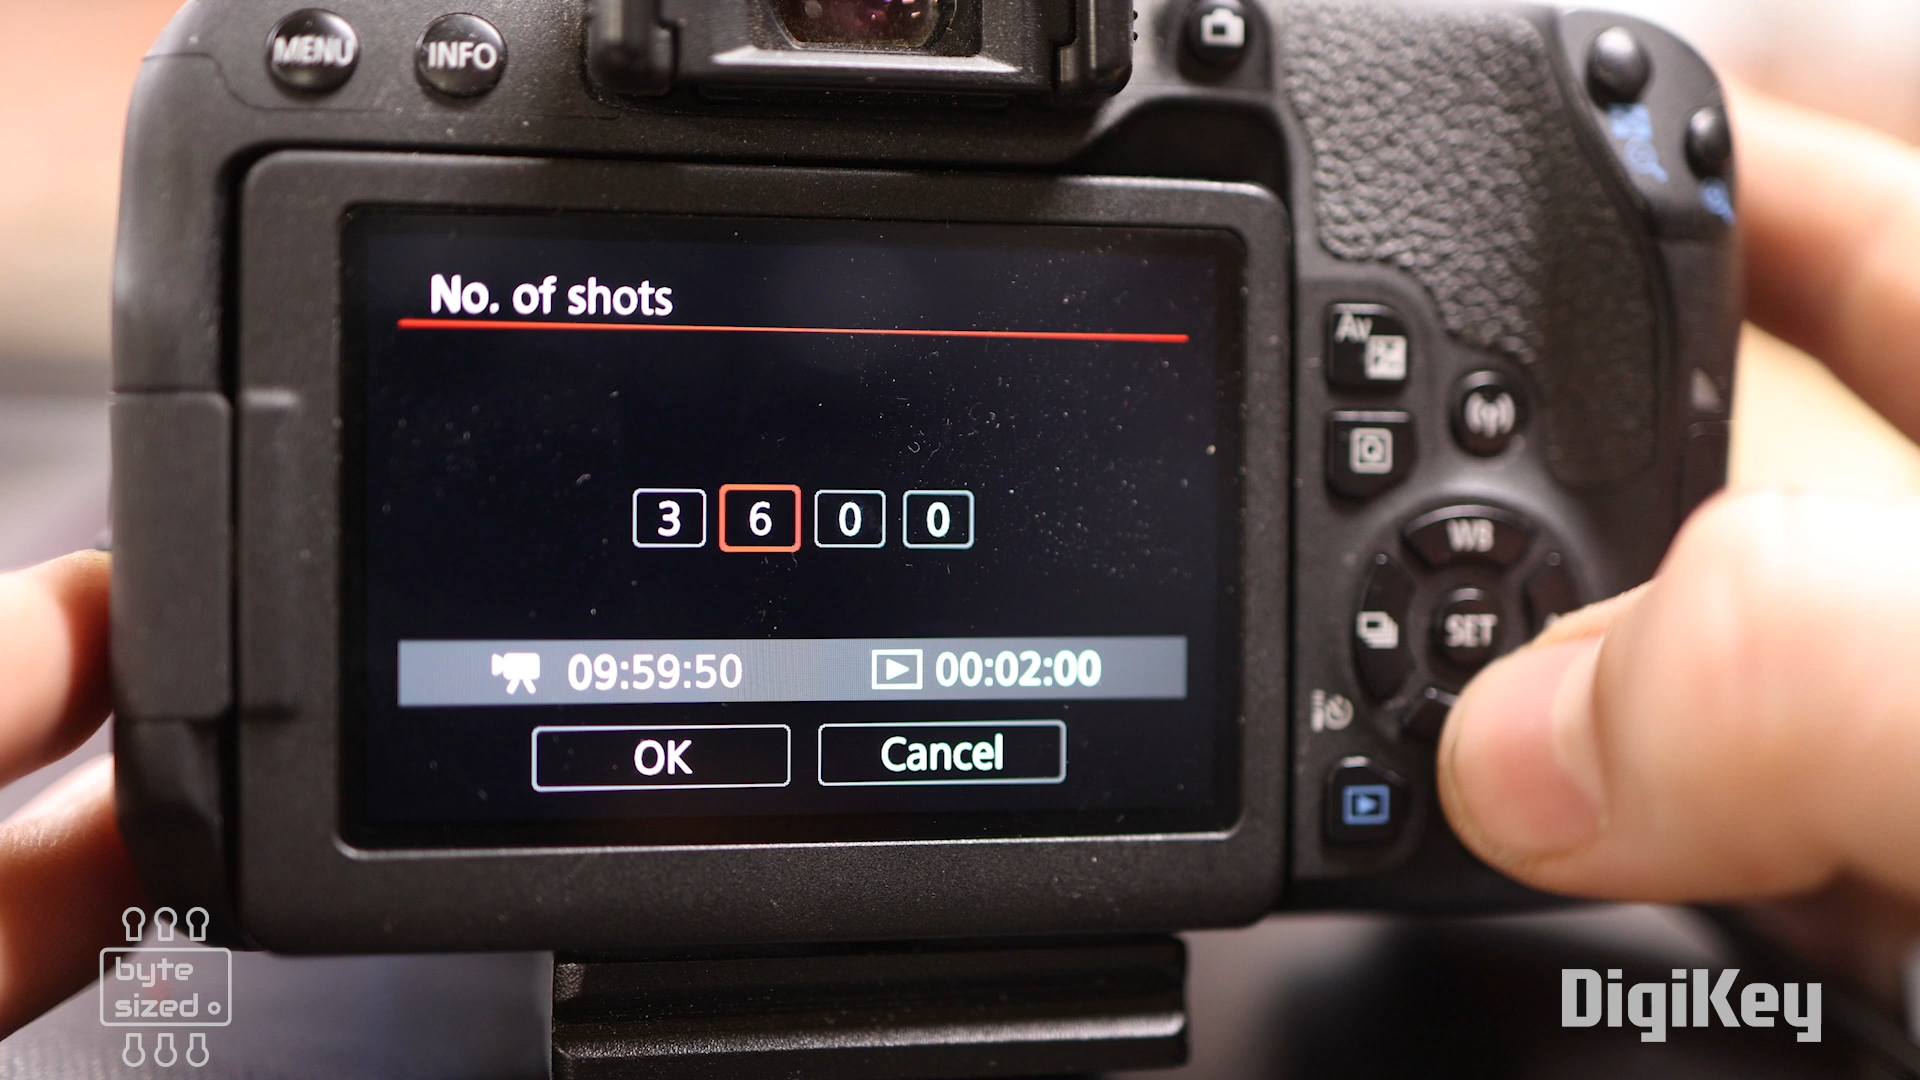 MENU
INFO
No. of shots
3 6 0 0
09:59:50
00:02:00
OK
Cancel
Av
Q
WB
SET
byte
sized
DigiKey